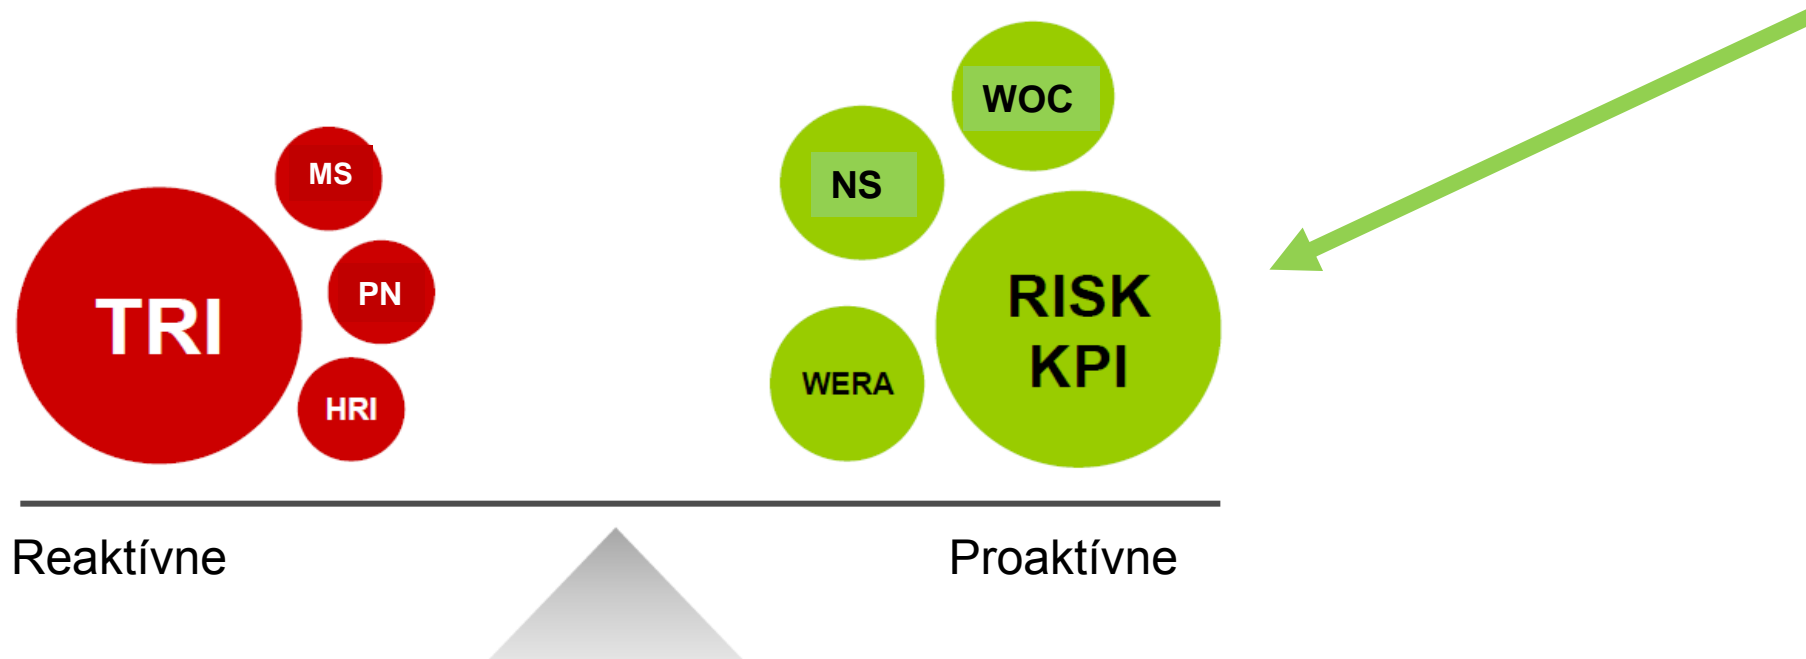 WOC
MS
NS
PN
TRI
RISK
KPI
WERA
HRI
Reaktívne
Proaktívne